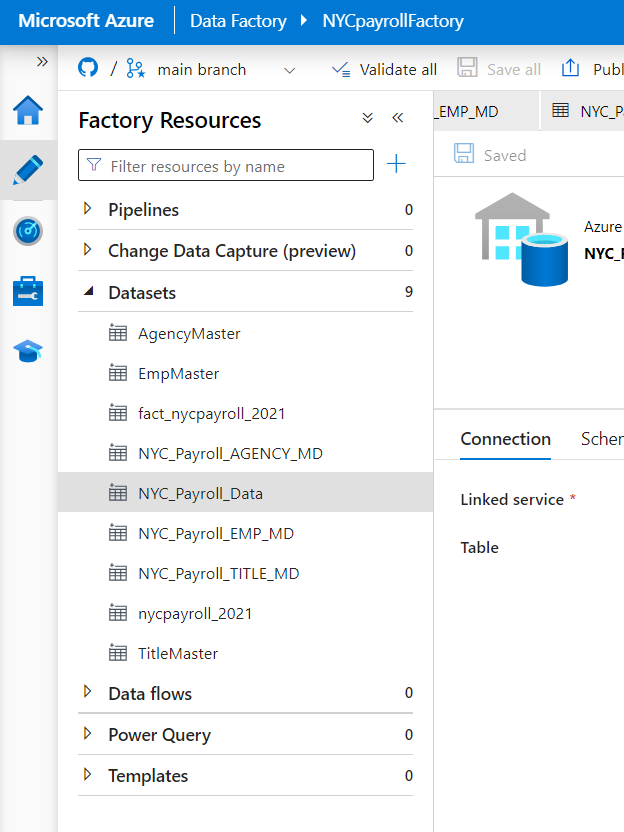 Microsoft Azure Data Factory NYCpayrollFactory
/ main branch Validate all Save all Publ
Factory Resources
Filter resources by name
Pipelines 0
Change Data Capture (preview) 0
Datasets 9
AgencyMaster
EmpMaster
fact_nycpayroll_2021
NYC_Payroll_AGENCY_MD
NYC_Payroll_Data
NYC_Payroll_EMP_MD
NYC_Payroll_TITLE_MD
nycpayroll_2021
TitleMaster
Data flows 0
Power Query 0
Templates 0
_EMP_MD NYC_P
Saved
Azure
NYC_P
Connection Schem
Linked service *
Table